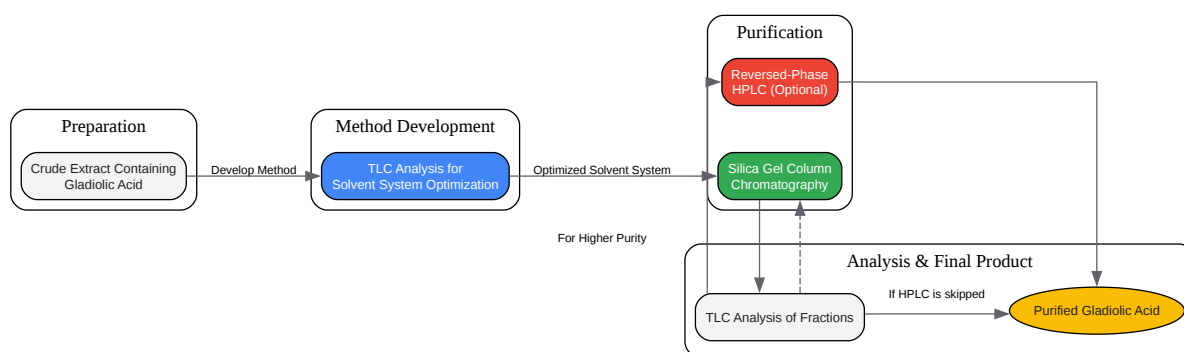 Preparation
Crude Extract Containing
Gladiolic Acid
Develop Method
Method Development
TLC Analysis for
Solvent System Optimization
Optimized Solvent System
Purification
Reversed-Phase
HPLC (Optional)
Silica Gel Column
Chromatography
For Higher Purity
Analysis & Final Product
TLC Analysis of Fractions
If HPLC is skipped
Purified Gladiolic Acid